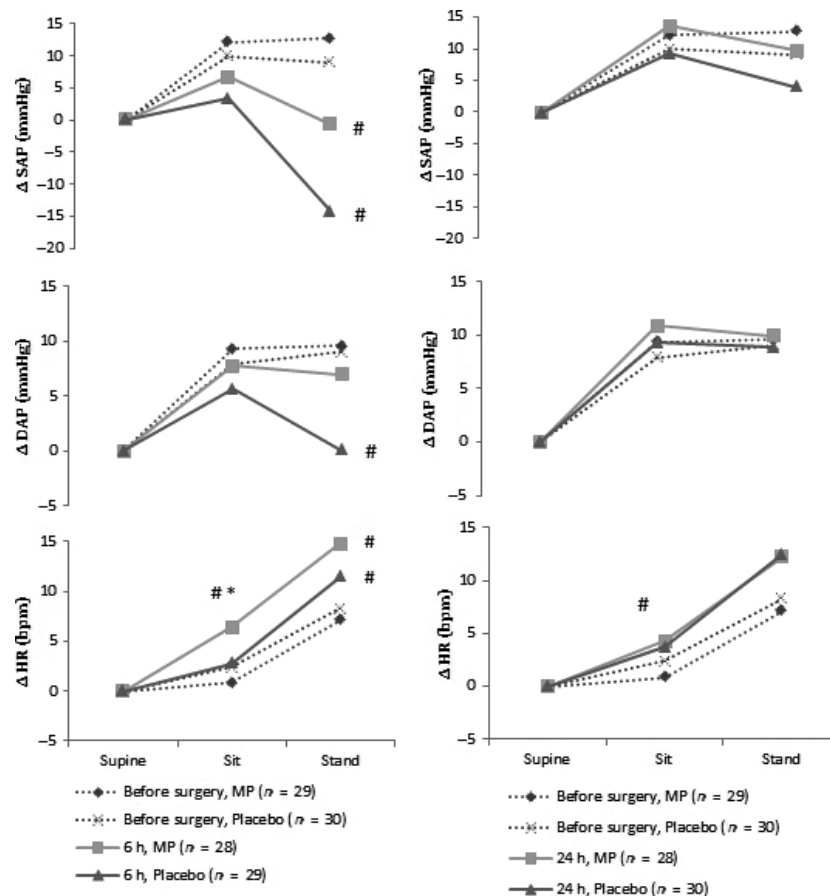 15
10
5
0
–5
–10
–15
–20
Δ SAP (mmHg)
#
#
15
10
5
0
–5
–10
–15
–20
Δ SAP (mmHg)
15
10
5
0
–5
Δ DAP (mmHg)
#
15
10
5
0
–5
Δ DAP (mmHg)
15
10
5
0
–5
Δ HR (bpm)
# *
#
#
Supine Sit Stand
15
10
5
0
–5
Δ HR (bpm)
#
Supine Sit Stand
Before surgery, MP (n = 29)
Before surgery, Placebo (n = 30)
6 h, MP (n = 28)
6 h, Placebo (n = 29)
Before surgery, MP (n = 29)
Before surgery, Placebo (n = 30)
24 h, MP (n = 28)
24 h, Placebo (n = 30)